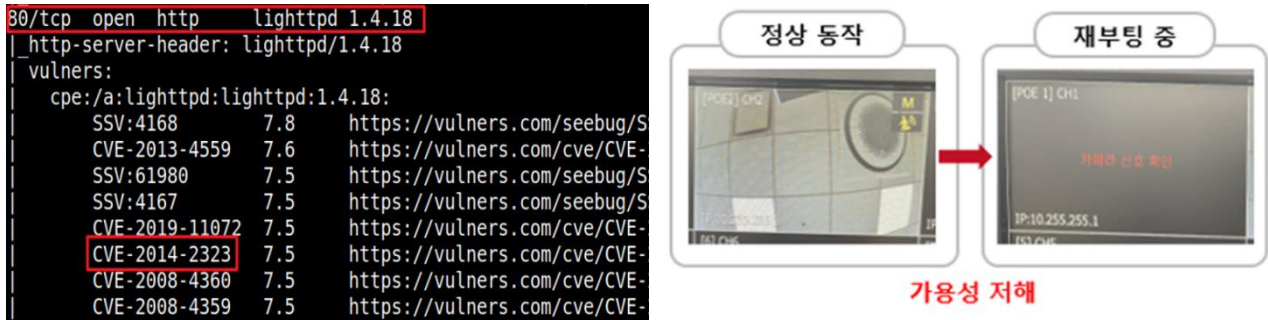 80/tcp open http lighttpd 1.4.18
|_http-server-header: lighttpd/1.4.18
| vulners:
| cpe:/a:lighttpd:lighttpd:1.4.18:
| SSV:4168 7.8 https://vulners.com/seebug/S
| CVE-2013-4559 7.6 https://vulners.com/cve/CVE-
| SSV:61980 7.5 https://vulners.com/seebug/S
| SSV:4167 7.5 https://vulners.com/seebug/S
| CVE-2019-11072 7.5 https://vulners.com/cve/CVE-
| CVE-2014-2323 7.5 https://vulners.com/cve/CVE-
| CVE-2008-4360 7.5 https://vulners.com/cve/CVE-
| CVE-2008-4359 7.5 https://vulners.com/cve/CVE-
정상 동작
[POE2] CH2
M
[6] CH6
재부팅 중
[POE 1] CH1
카메라 신호 확인
IP:10.255.255.1
[5] CH5
가용성 저해